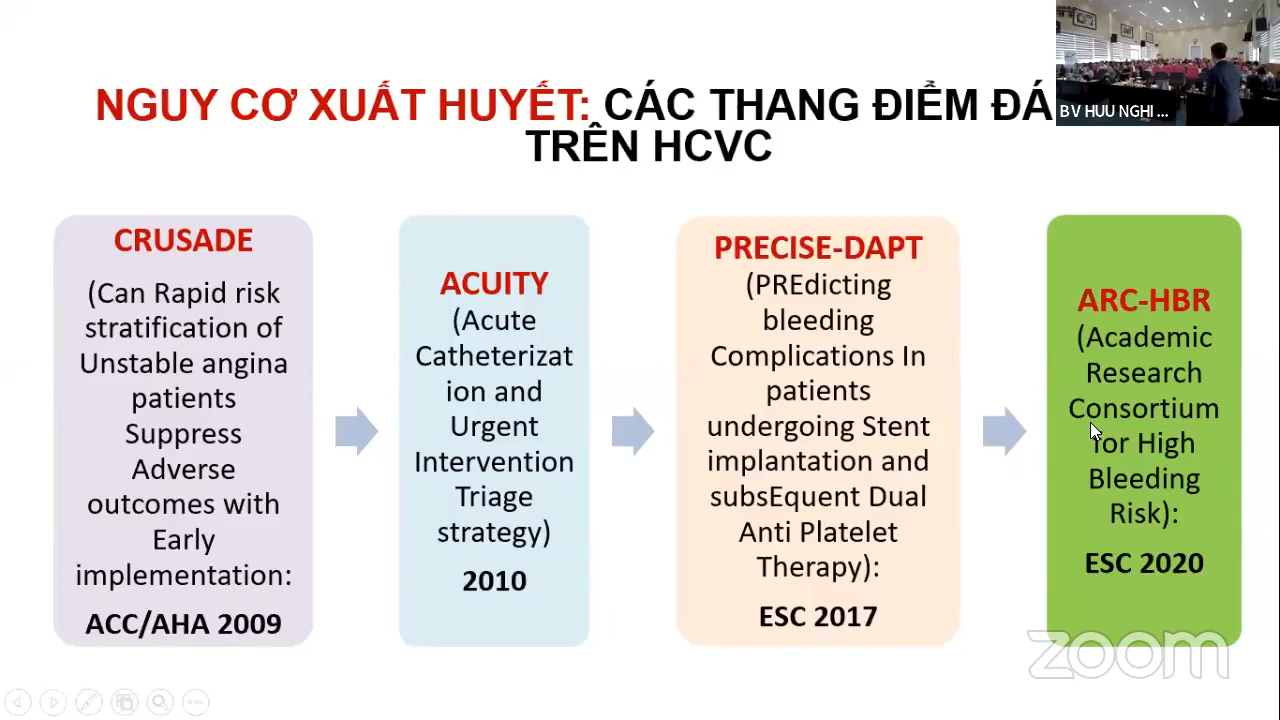 NGUY CƠ XUẤT HUYẾT: CÁC THANG ĐIỂM ĐÁ
TRÊN HCVC
BV HUU NGHI ...
CRUSADE
(Can Rapid risk
stratification of
Unstable angina
patients
Suppress
Adverse
outcomes with
Early
implementation:
ACC/AHA 2009
ACUITY
(Acute
Catheterizat
ion and
Urgent
Intervention
Triage
strategy)
2010
PRECISE-DAPT
(PREdicting
bleeding
Complications In
patients
undergoing Stent
implantation and
subsEquent Dual
Anti Platelet
Therapy):
ESC 2017
ARC-HBR
(Academic
Research
Consortium
for High
Bleeding
Risk):
ESC 2020
zoom